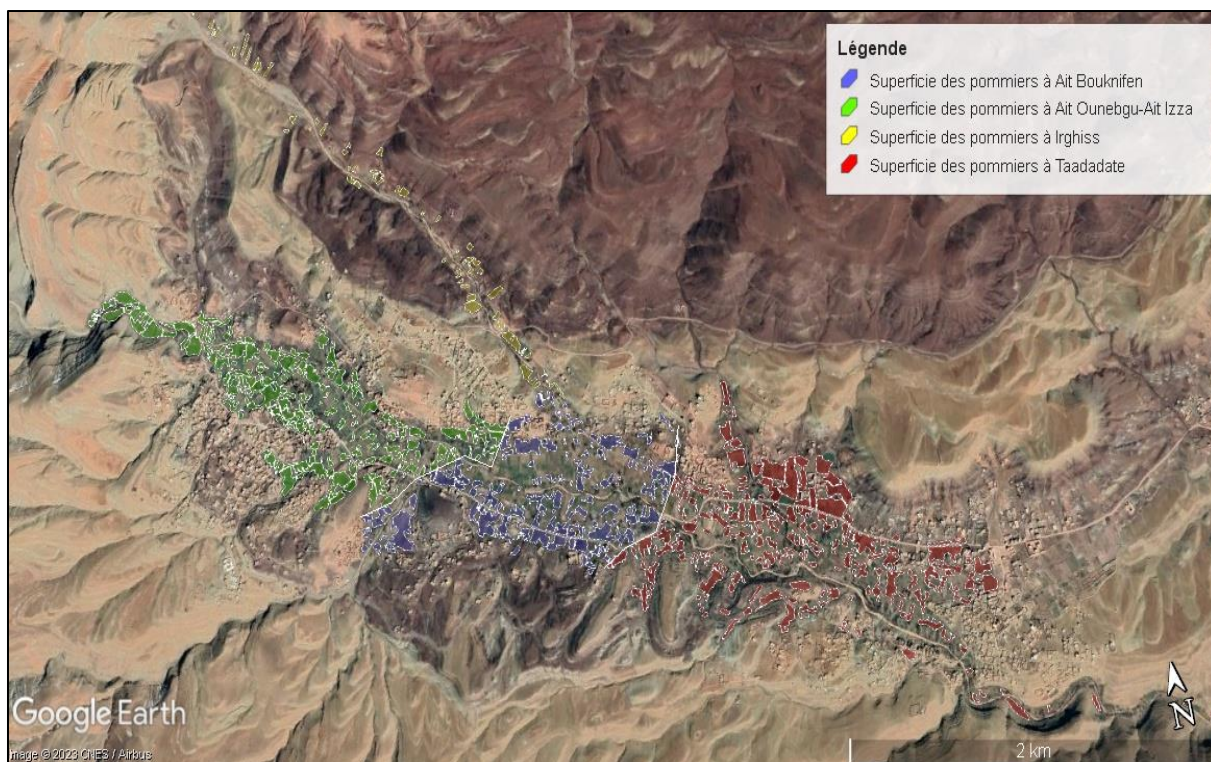 Légende
Superficie des pommiers à Ait Bouknifen
Superficie des pommiers à Ait Ounebgu-Ait Izza
Superficie des pommiers à Irghiss
Superficie des pommiers à Taadadate
N
Google Earth
Image © 2023 CNES / Airbus
2 km